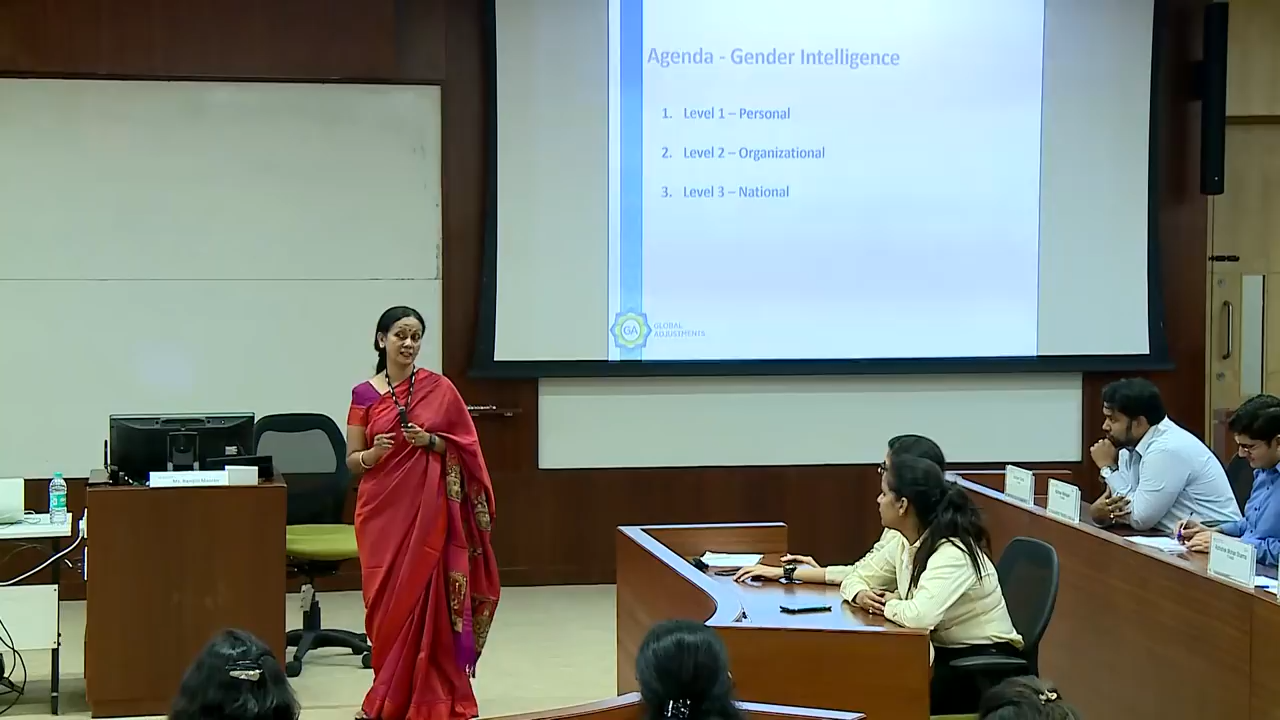 Agenda - Gender Intelligence
1. Level 1 – Personal
2. Level 2 – Organizational
3. Level 3 – National
GA
GLOBAL
ADJUSTMENTS